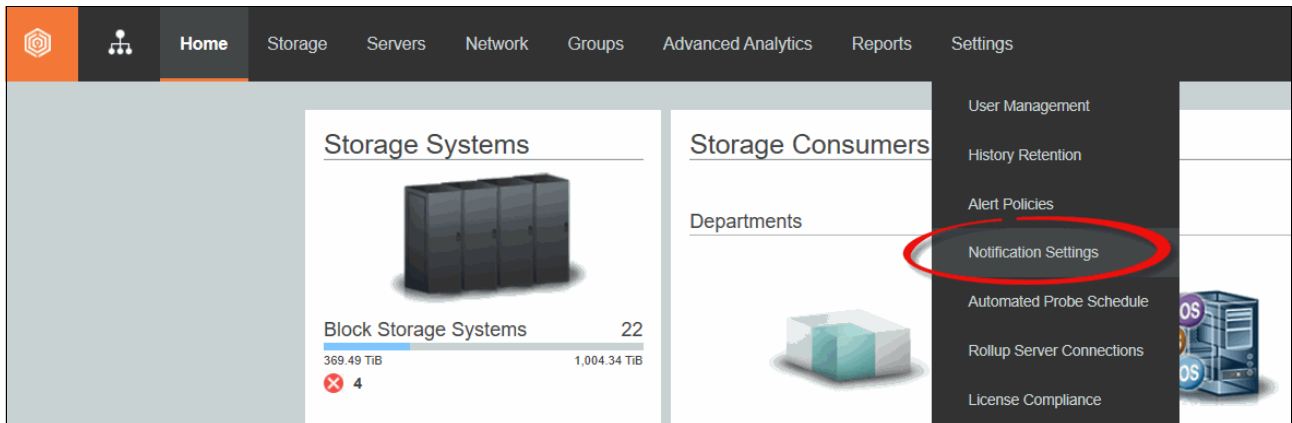 Home Storage Servers Network Groups Advanced Analytics Reports Settings
User Management
History Retention
Alert Policies
Notification Settings
Automated Probe Schedule
Rollup Server Connections
License Compliance
Storage Systems
Block Storage Systems 22
369.49 TiB 1,004.34 TiB
4
Storage Consumers
Departments
OS
OS